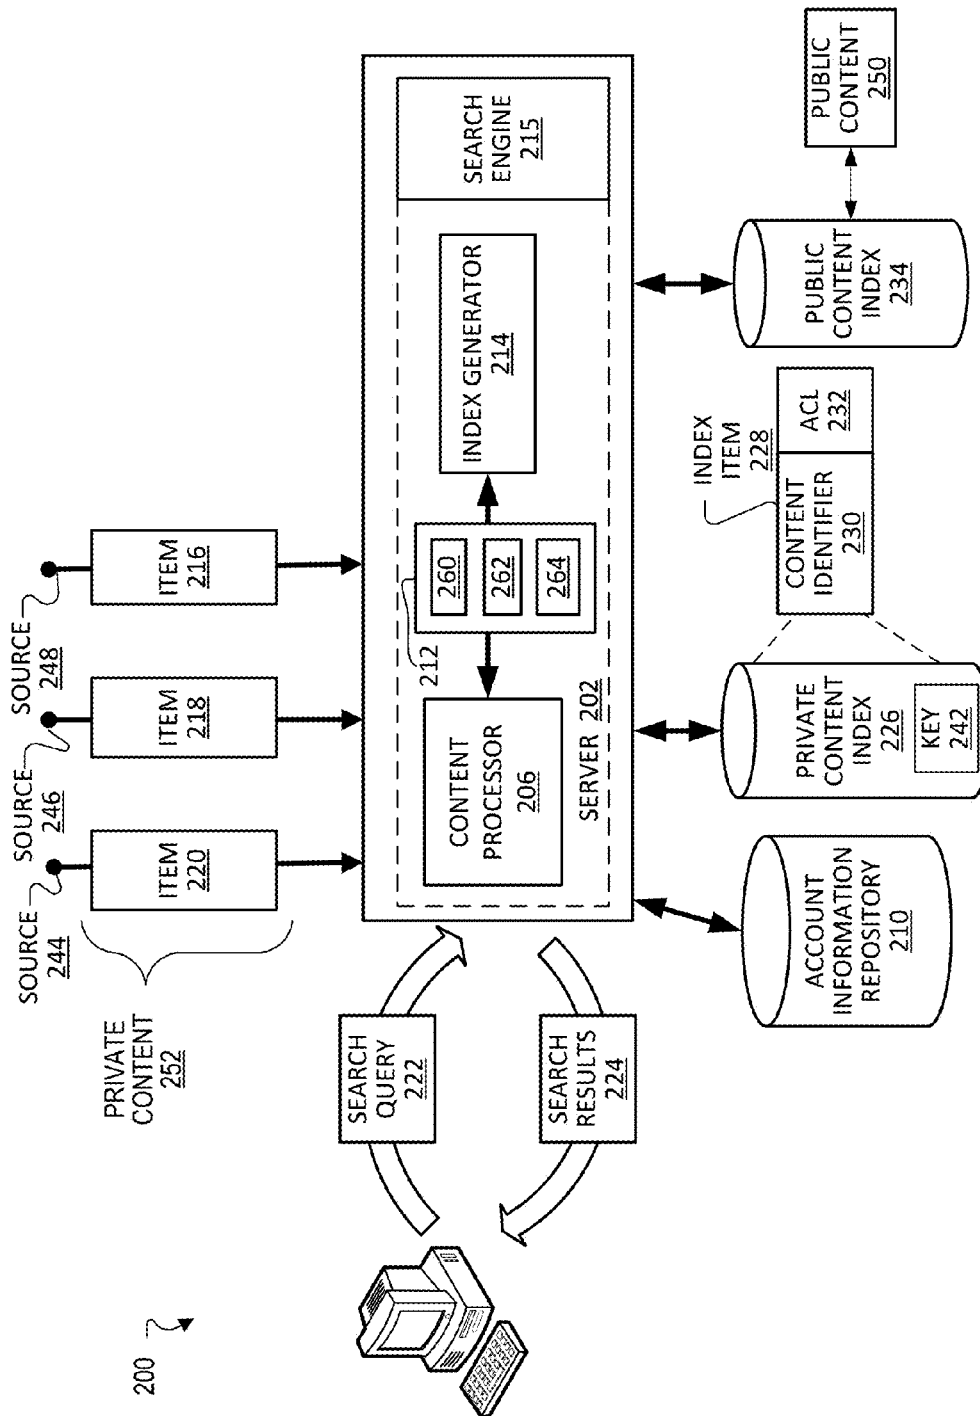 200
SEARCH
QUERY
222
SEARCH
RESULTS
224
PRIVATE
CONTENT
252
SOURCE
244
SOURCE
246
SOURCE
248
ITEM
220
ITEM
218
ITEM
216
CONTENT
PROCESSOR
206
212
260
262
264
INDEX GENERATOR
214
SEARCH
ENGINE
215
SERVER 202
ACCOUNT
INFORMATION
REPOSITORY
210
PRIVATE
CONTENT
INDEX
226
KEY
242
INDEX
ITEM
228
CONTENT
IDENTIFIER
230
ACL
232
PUBLIC
CONTENT
INDEX
234
PUBLIC
CONTENT
250